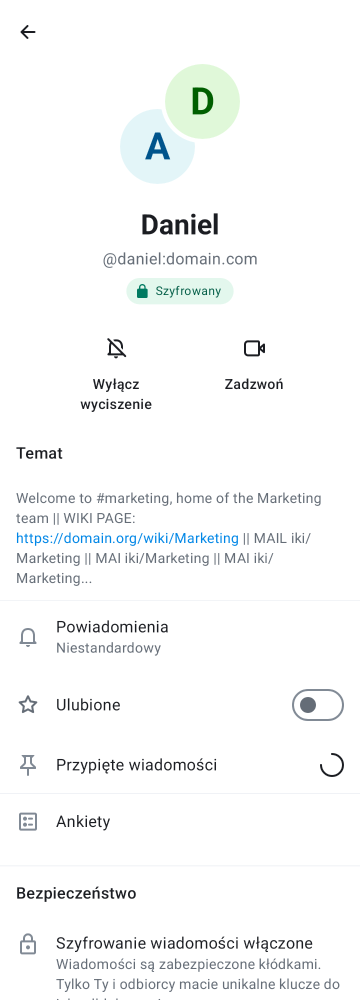 D
A
Daniel
@daniel:domain.com
Szyfrowany
Wyłącz
wyciszenie
Zadzwoń
Temat
Welcome to #marketing, home of the Marketing
team || WIKI PAGE:
https://domain.org/wiki/Marketing || MAIL iki/
Marketing || MAI iki/Marketing || MAI iki/
Marketing...
Powiadomienia
Niestandardowy
Ulubione
Przypięte wiadomości
Ankiety
Bezpieczeństwo
Szyfrowanie wiadomości włączone
Wiadomości są zabezpieczone kłódkami.
Tylko Ty i odbiorcy macie unikalne klucze do